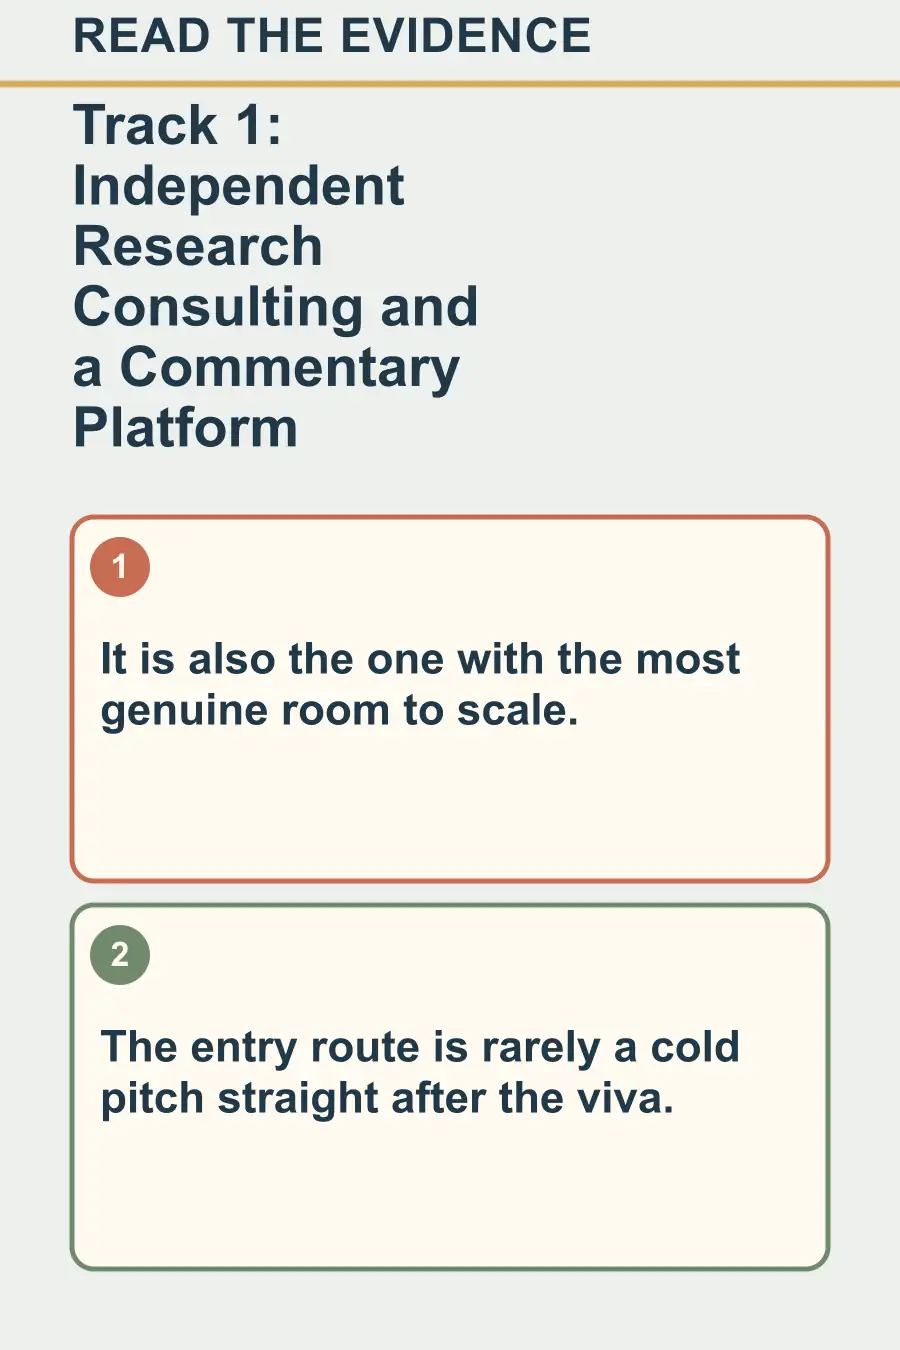 READ THE EVIDENCE
Track 1:
Independent
Research
Consulting and
a Commentary
Platform
1
It is also the one with the most
genuine room to scale.
2
The entry route is rarely a cold
pitch straight after the viva.